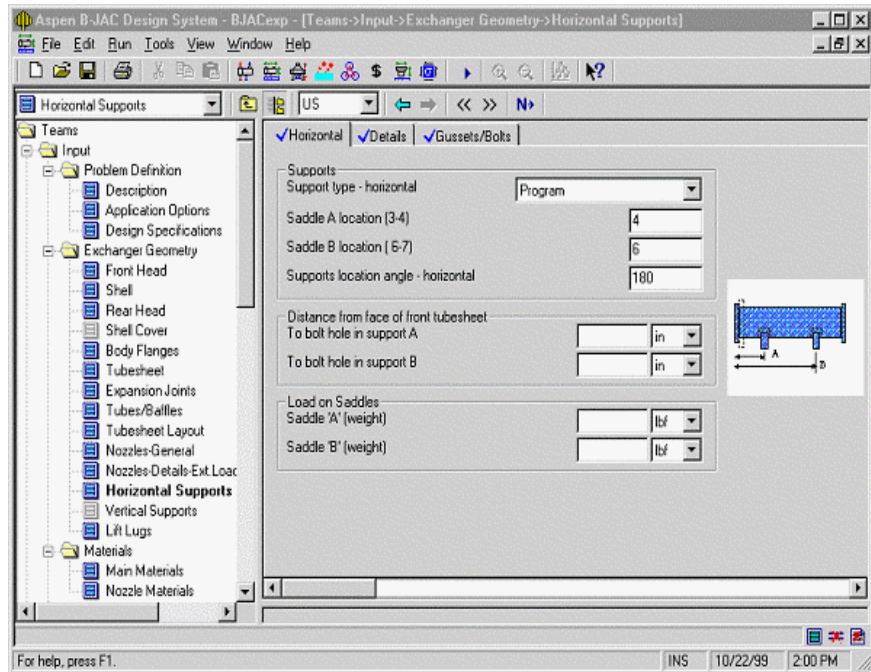 Aspen B-JAC Design System - BJACexp - [Teams->Input->Exchanger Geometry->Horizontal Supports]
File Edit Run Tools View Window Help
Horizontal Supports
US
N
Teams
Input
Problem Definition
Description
Application Options
Design Specifications
Exchanger Geometry
Front Head
Shell
Rear Head
Shell Cover
Body Flanges
Tubesheet
Expansion Joints
Tubes/Baffles
Tubesheet Layout
Nozzles-General
Nozzles-Details-Ext.Load
Horizontal Supports
Vertical Supports
Lift Lugs
Materials
Main Materials
Nozzle Materials
Horizontal Details Gussets/Bolts
Supports
Support type - horizontal Program
Saddle A location (3-4) 4
Saddle B location ( 6-7) 6
Supports location angle - horizontal 180
Distance from face of front tubesheet
To bolt hole in support A in
To bolt hole in support B in
Load on Saddles
Saddle 'A' (weight) lbf
Saddle 'B' (weight) lbf
A
B
For help, press F1.
INS 10/22/99 2:00 PM